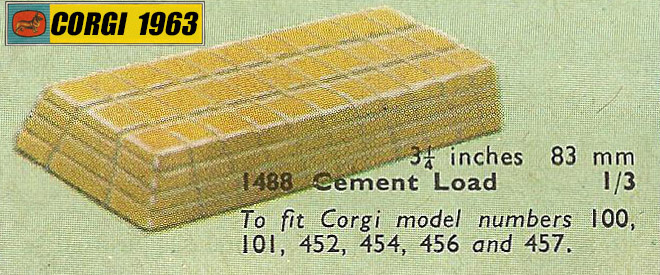 CORGI 1963
3¼ inches 83 mm
1488 Cement Load 1/3
To fit Corgi model numbers 100,
101, 452, 454, 456 and 457.